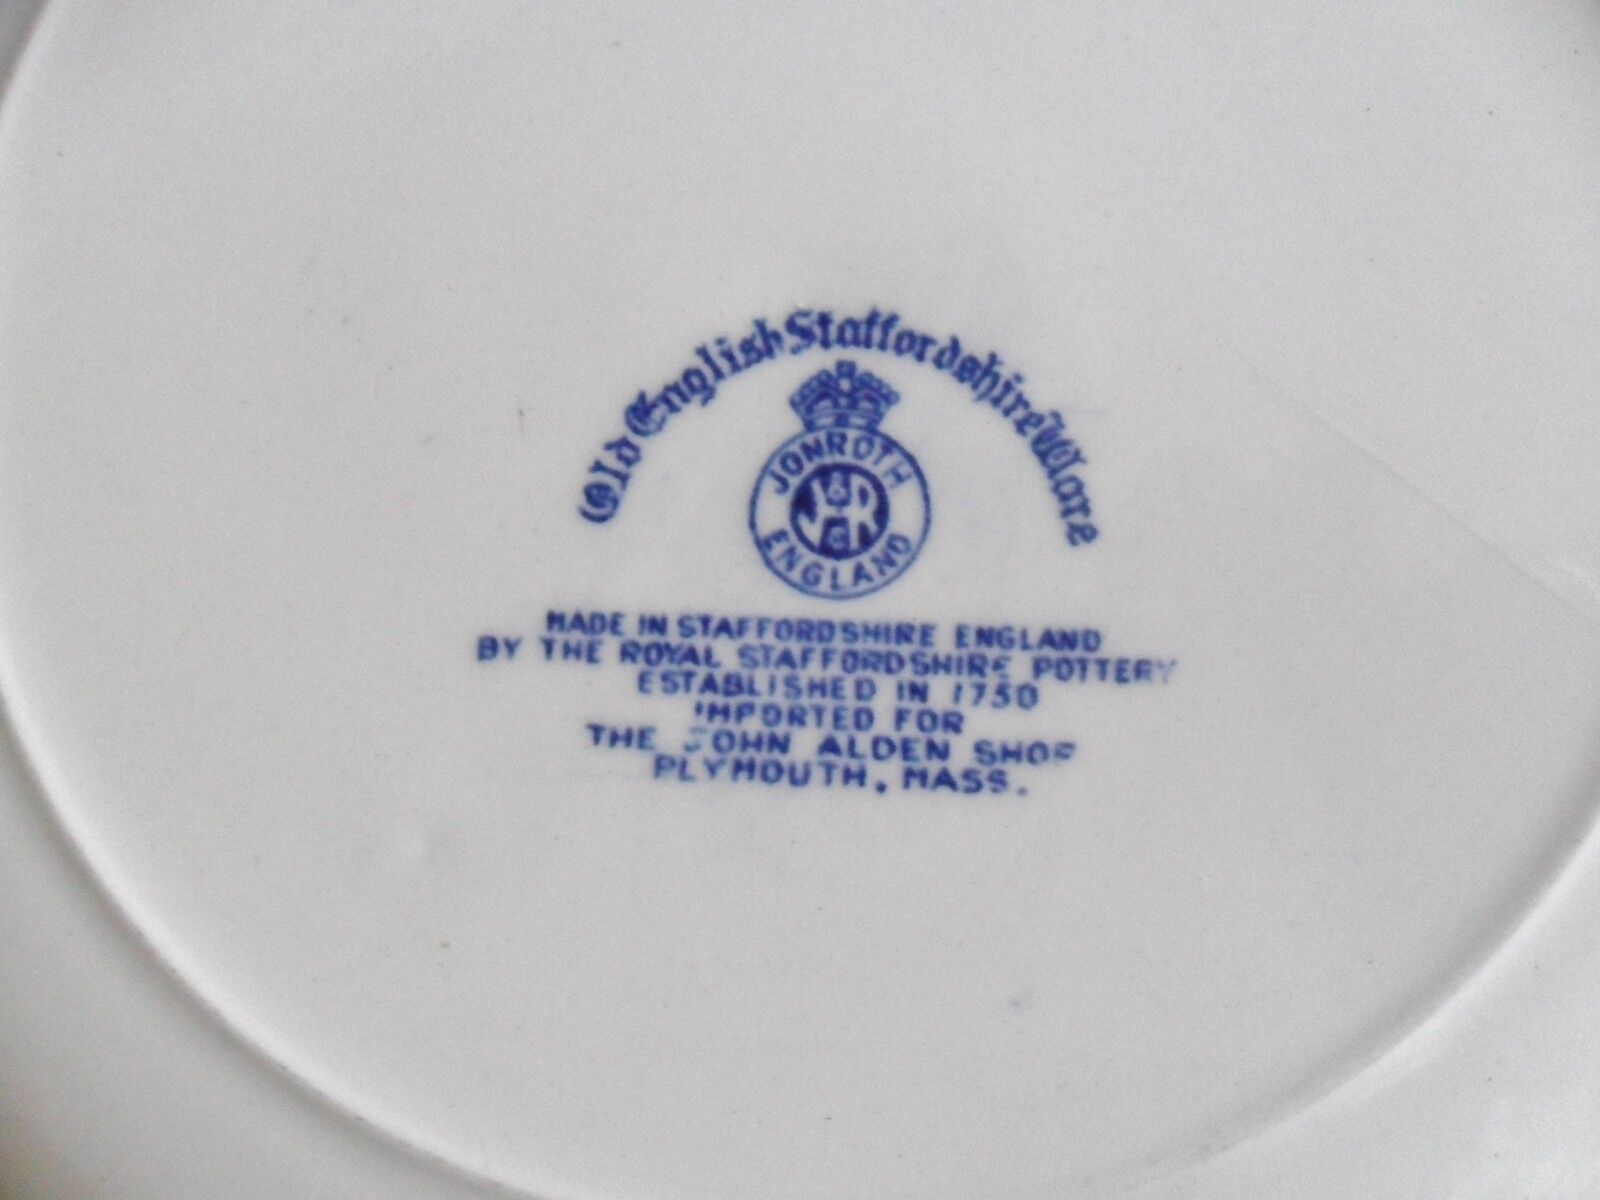 Old English Staffordshire Ware
JONROTH
ENGLAND
MADE IN STAFFORDSHIRE ENGLAND
BY THE ROYAL STAFFORDSHIRE POTTERY
ESTABLISHED IN 1750
IMPORTED FOR
THE JOHN ALDEN SHOP
PLYMOUTH, MASS.